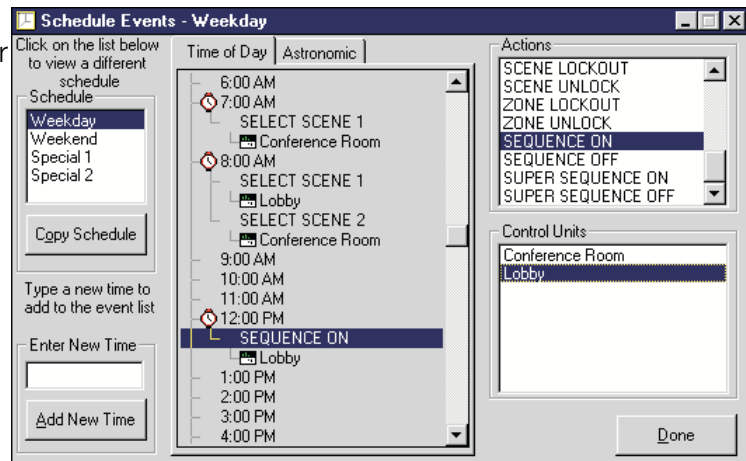 r
Schedule Events - Weekday
Click on the list below
to view a different
schedule
Schedule
Weekday
Weekend
Special 1
Special 2
Copy Schedule
Type a new time to
add to the event list
Enter New Time
Add New Time
Time of Day
Astronomic
6:00 AM
7:00 AM
SELECT SCENE 1
Conference Room
8:00 AM
SELECT SCENE 1
Lobby
SELECT SCENE 2
Conference Room
9:00 AM
10:00 AM
11:00 AM
12:00 PM
SEQUENCE ON
Lobby
1:00 PM
2:00 PM
3:00 PM
4:00 PM
Actions
SCENE LOCKOUT
SCENE UNLOCK
ZONE LOCKOUT
ZONE UNLOCK
SEQUENCE ON
SEQUENCE OFF
SUPER SEQUENCE ON
SUPER SEQUENCE OFF
Control Units
Conference Room
Lobby
Done